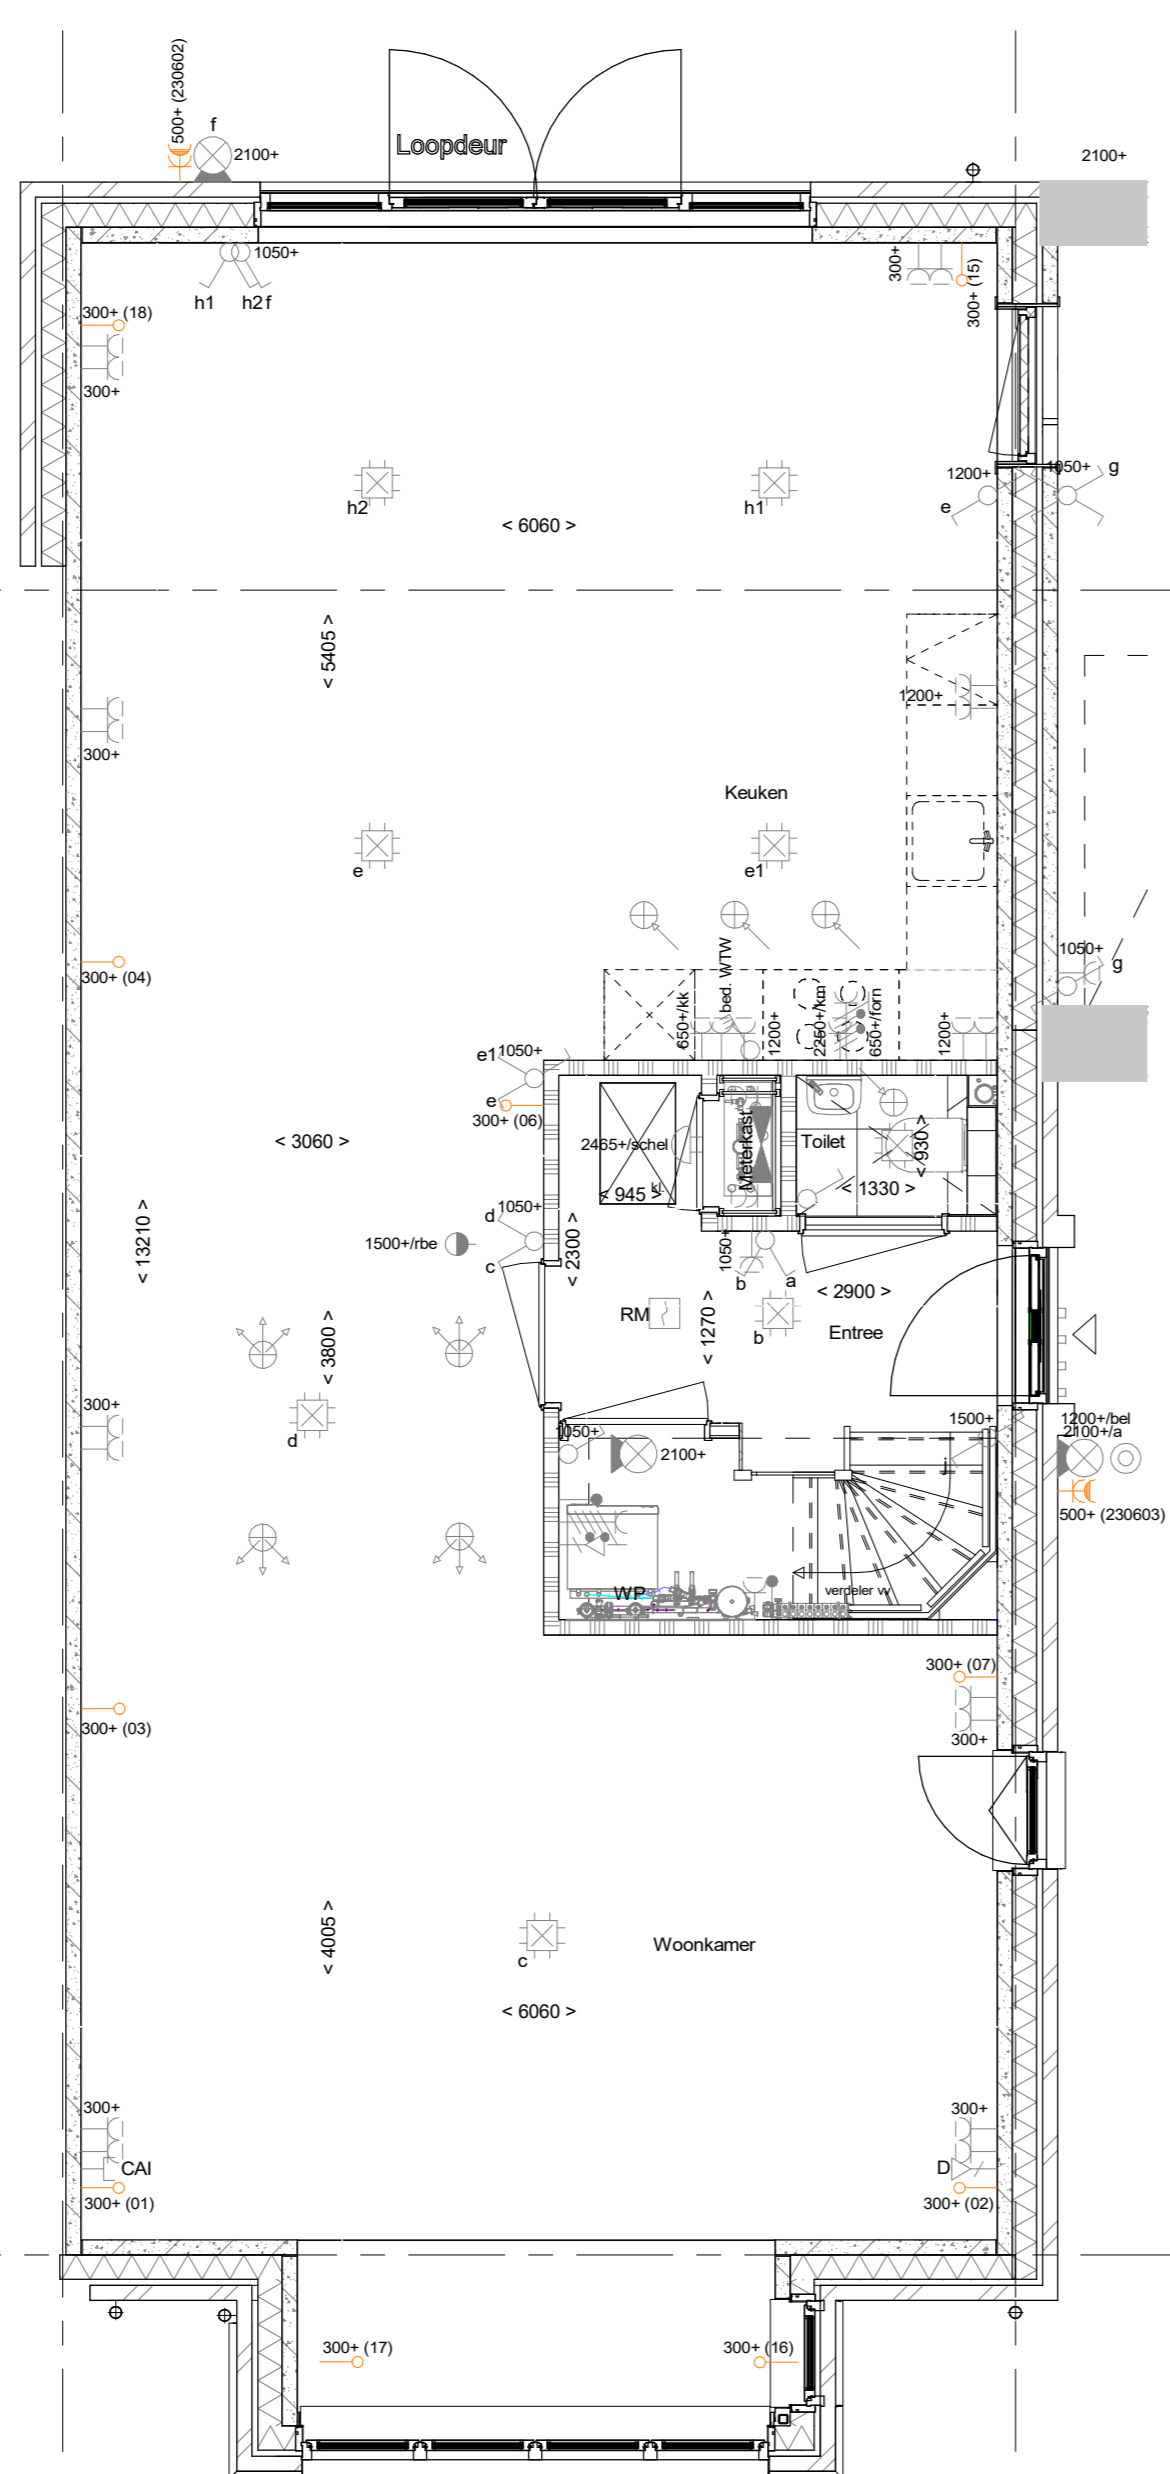 500+ (230602)
f
2100+
Loopdeur
2100+
1050+
h1
h2 f
300+
300+ (15)
300+ (18)
300+
h2
h1
< 6060 >
1200+
1050+
g
e
< 5405 >
1200+
300+
Keuken
e
e1
300+ (04)
bed. WTW
1050+
g
650+/kk
1200+
2250+/km
650+/forn
1200+
e1
1050+
e
300+ (06)
< 3060 >
2465+/schel
Meterkast
Toilet
< 930 >
kl.
< 945 >
< 1330 >
d
1050+
1500+/rbe
c
< 13210 >
< 2300 >
1050+
b
a
< 2900 >
RM
< 1270 >
b
Entree
< 3800 >
300+
d
1050+
2100+
1500+
j
1200+/bel
2100+/a
500+ (230603)
WP
verdeler vv
300+ (07)
300+
300+ (03)
< 4005 >
c
Woonkamer
< 6060 >
300+
CAI
300+ (01)
300+
D
300+ (02)
300+ (17)
300+ (16)